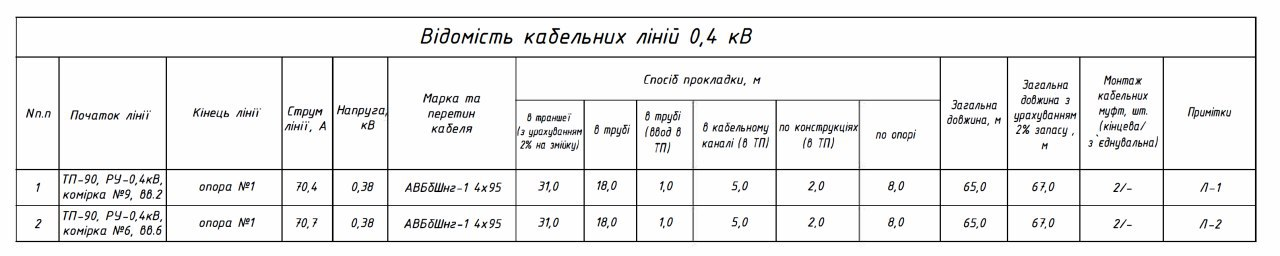 Відомість кабельних ліній 0,4 кВ
Nп.п
Початок лінії
Кінець лінії
Струм
лінії, А
Напруга,
кВ
Марка та
перетин
кабеля
Спосіб прокладки, м
в траншеї
(з урахуванням
2% на змійку)
в трубі
в трубі
(ввод в
ТП)
в кабельному
каналі (в ТП)
по конструкціях
(в ТП)
по опорі
Загальна
довжина, м
Загальна
довжина з
урахуванням
2% запасу ,
м
Монтаж
кабельних
муфт, шт.
(кінцева/
з`єднувальна)
Примітки
1
ТП-90, РУ-0,4кВ,
комірка №9, вв.2
опора №1
70,4
0,38
АВБбШнг-1 4х95
31,0
18,0
1,0
5,0
2,0
8,0
65,0
67,0
2/-
Л-1
2
ТП-90, РУ-0,4кВ,
комірка №6, вв.6
опора №1
70,7
0,38
АВБбШнг-1 4х95
31,0
18,0
1,0
5,0
2,0
8,0
65,0
67,0
2/-
Л-2